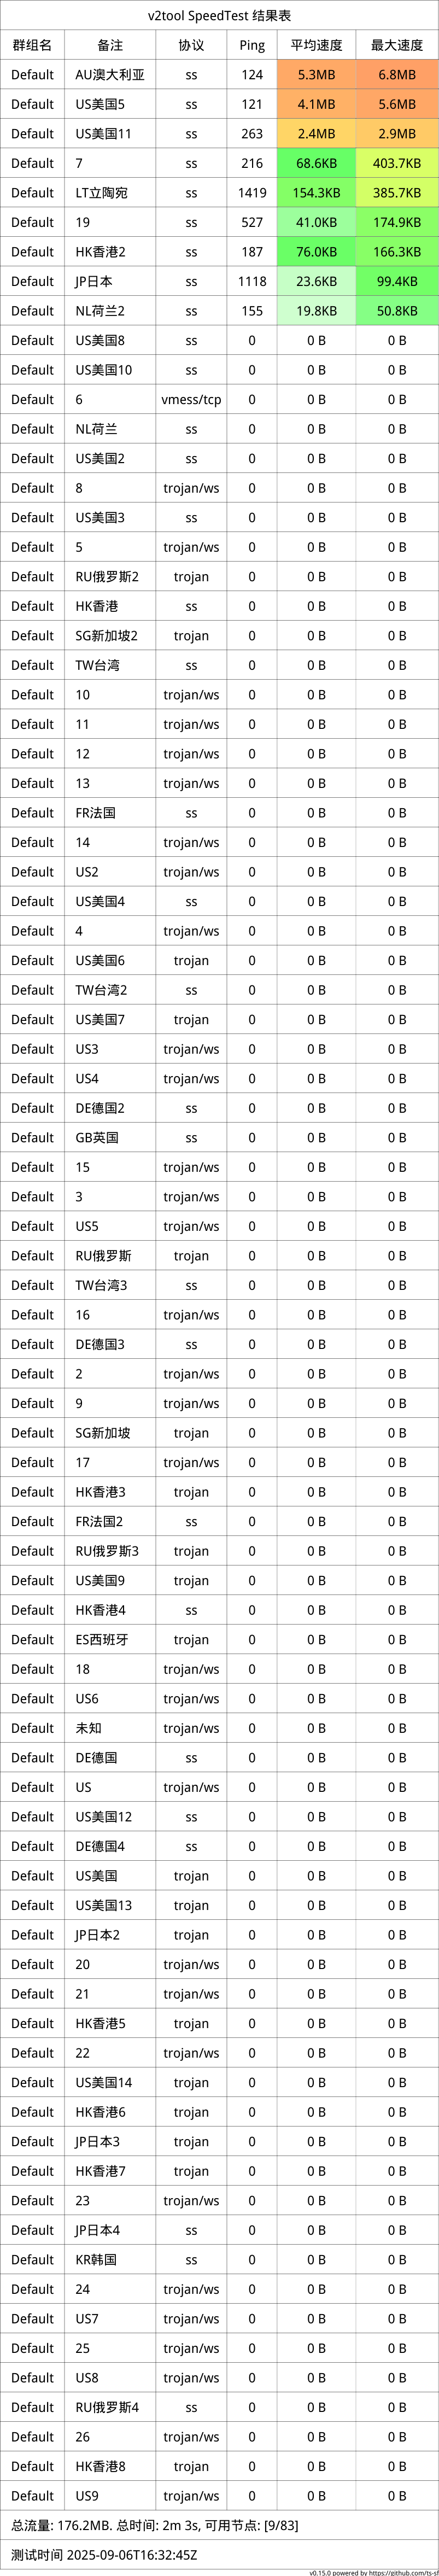 v2tool SpeedTest 结果表
群组名 备注 协议 Ping 平均速度 最大速度
Default AU澳大利亚 ss 124 5.3MB 6.8MB
Default US美国5 ss 121 4.1MB 5.6MB
Default US美国11 ss 263 2.4MB 2.9MB
Default 7 ss 216 68.6KB 403.7KB
Default LT立陶宛 ss 1419 154.3KB 385.7KB
Default 19 ss 527 41.0KB 174.9KB
Default HK香港2 ss 187 76.0KB 166.3KB
Default JP日本 ss 1118 23.6KB 99.4KB
Default NL荷兰2 ss 155 19.8KB 50.8KB
Default US美国8 ss 0 0 B 0 B
Default US美国10 ss 0 0 B 0 B
Default 6 vmess/tcp 0 0 B 0 B
Default NL荷兰 ss 0 0 B 0 B
Default US美国2 ss 0 0 B 0 B
Default 8 trojan/ws 0 0 B 0 B
Default US美国3 ss 0 0 B 0 B
Default 5 trojan/ws 0 0 B 0 B
Default RU俄罗斯2 trojan 0 0 B 0 B
Default HK香港 ss 0 0 B 0 B
Default SG新加坡2 trojan 0 0 B 0 B
Default TW台湾 ss 0 0 B 0 B
Default 10 trojan/ws 0 0 B 0 B
Default 11 trojan/ws 0 0 B 0 B
Default 12 trojan/ws 0 0 B 0 B
Default 13 trojan/ws 0 0 B 0 B
Default FR法国 ss 0 0 B 0 B
Default 14 trojan/ws 0 0 B 0 B
Default US2 trojan/ws 0 0 B 0 B
Default US美国4 ss 0 0 B 0 B
Default 4 trojan/ws 0 0 B 0 B
Default US美国6 trojan 0 0 B 0 B
Default TW台湾2 ss 0 0 B 0 B
Default US美国7 trojan 0 0 B 0 B
Default US3 trojan/ws 0 0 B 0 B
Default US4 trojan/ws 0 0 B 0 B
Default DE德国2 ss 0 0 B 0 B
Default GB英国 ss 0 0 B 0 B
Default 15 trojan/ws 0 0 B 0 B
Default 3 trojan/ws 0 0 B 0 B
Default US5 trojan/ws 0 0 B 0 B
Default RU俄罗斯 trojan 0 0 B 0 B
Default TW台湾3 ss 0 0 B 0 B
Default 16 trojan/ws 0 0 B 0 B
Default DE德国3 ss 0 0 B 0 B
Default 2 trojan/ws 0 0 B 0 B
Default 9 trojan/ws 0 0 B 0 B
Default SG新加坡 trojan 0 0 B 0 B
Default 17 trojan/ws 0 0 B 0 B
Default HK香港3 trojan 0 0 B 0 B
Default FR法国2 ss 0 0 B 0 B
Default RU俄罗斯3 trojan 0 0 B 0 B
Default US美国9 trojan 0 0 B 0 B
Default HK香港4 ss 0 0 B 0 B
Default ES西班牙 trojan 0 0 B 0 B
Default 18 trojan/ws 0 0 B 0 B
Default US6 trojan/ws 0 0 B 0 B
Default 未知 trojan/ws 0 0 B 0 B
Default DE德国 ss 0 0 B 0 B
Default US trojan/ws 0 0 B 0 B
Default US美国12 ss 0 0 B 0 B
Default DE德国4 ss 0 0 B 0 B
Default US美国 trojan 0 0 B 0 B
Default US美国13 trojan 0 0 B 0 B
Default JP日本2 trojan 0 0 B 0 B
Default 20 trojan/ws 0 0 B 0 B
Default 21 trojan/ws 0 0 B 0 B
Default HK香港5 trojan 0 0 B 0 B
Default 22 trojan/ws 0 0 B 0 B
Default US美国14 trojan 0 0 B 0 B
Default HK香港6 trojan 0 0 B 0 B
Default JP日本3 trojan 0 0 B 0 B
Default HK香港7 trojan 0 0 B 0 B
Default 23 trojan/ws 0 0 B 0 B
Default JP日本4 ss 0 0 B 0 B
Default KR韩国 ss 0 0 B 0 B
Default 24 trojan/ws 0 0 B 0 B
Default US7 trojan/ws 0 0 B 0 B
Default 25 trojan/ws 0 0 B 0 B
Default US8 trojan/ws 0 0 B 0 B
Default RU俄罗斯4 ss 0 0 B 0 B
Default 26 trojan/ws 0 0 B 0 B
Default HK香港8 trojan 0 0 B 0 B
Default US9 trojan/ws 0 0 B 0 B
总流量: 176.2MB. 总时间: 2m 3s, 可用节点: [9/83]
测试时间 2025-09-06T16:32:45Z
v0.15.0 powered by https://github.com/ts-sf